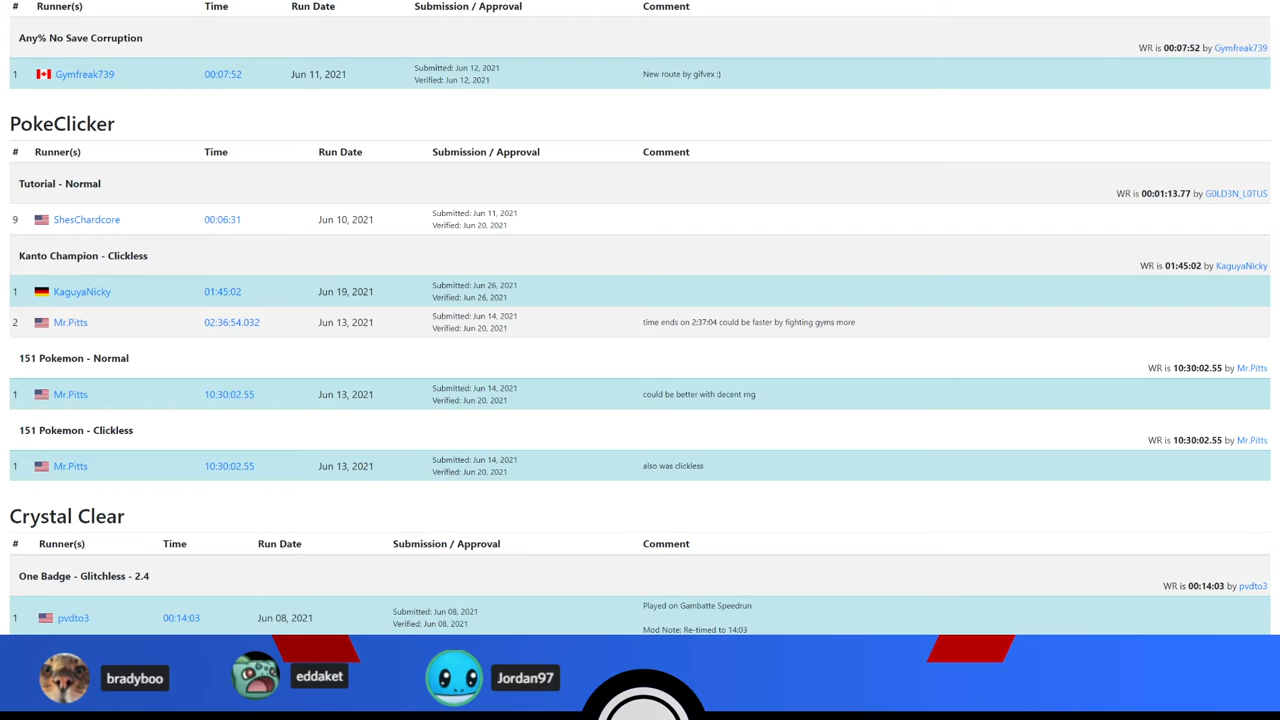 # Runner(s) Time Run Date Submission / Approval Comment
Any% No Save Corruption
WR is 00:07:52 by Gymfreak739
1 Gymfreak739 00:07:52 Jun 11, 2021 Submitted: Jun 12, 2021 New route by gifvex :)
Verified: Jun 12, 2021
PokeClicker
# Runner(s) Time Run Date Submission / Approval Comment
Tutorial - Normal
WR is 00:01:13.77 by G0LD3N_L0TUS
9 ShesChardcore 00:06:31 Jun 10, 2021 Submitted: Jun 11, 2021
Verified: Jun 20, 2021
Kanto Champion - Clickless
WR is 01:45:02 by KaguyaNicky
1 KaguyaNicky 01:45:02 Jun 19, 2021 Submitted: Jun 26, 2021
Verified: Jun 26, 2021
2 Mr.Pitts 02:36:54.032 Jun 13, 2021 Submitted: Jun 14, 2021 time ends on 2:37:04 could be faster by fighting gyms more
Verified: Jun 20, 2021
151 Pokemon - Normal
WR is 10:30:02.55 by Mr.Pitts
1 Mr.Pitts 10:30:02.55 Jun 13, 2021 Submitted: Jun 14, 2021 could be better with decent rng
Verified: Jun 20, 2021
151 Pokemon - Clickless
WR is 10:30:02.55 by Mr.Pitts
1 Mr.Pitts 10:30:02.55 Jun 13, 2021 Submitted: Jun 14, 2021 also was clickless
Verified: Jun 20, 2021
Crystal Clear
# Runner(s) Time Run Date Submission / Approval Comment
One Badge - Glitchless - 2.4
WR is 00:14:03 by pvdto3
1 pvdto3 00:14:03 Jun 08, 2021 Submitted: Jun 08, 2021 Played on Gambatte Speedrun
Verified: Jun 08, 2021 Mod Note: Re-timed to 14:03
bradyboo eddaket Jordan97